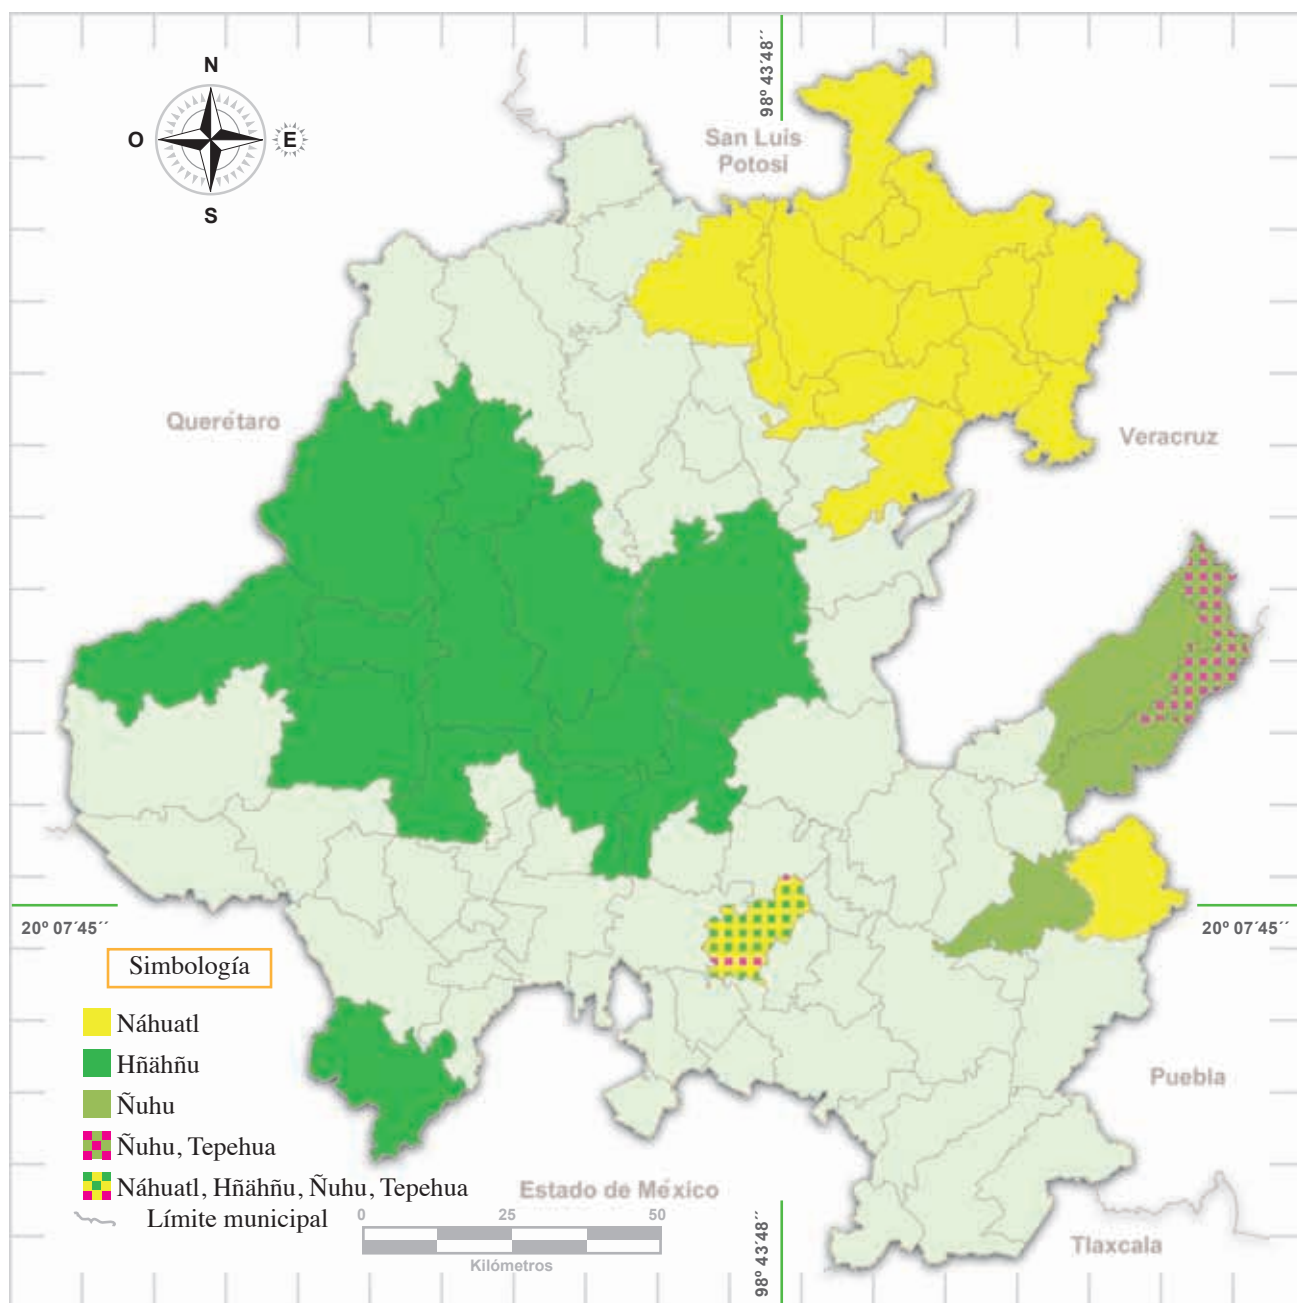 98° 43´48´´
N
O
E
S
San Luis
Potosí
Querétaro
Veracruz
20° 07´45´´
20° 07´45´´
Simbología
Náhuatl
Hñähñu
Ñuhu
Ñuhu, Tepehua
Náhuatl, Hñähñu, Ñuhu, Tepehua
Límite municipal
Puebla
Estado de México
0 25 50
Kilómetros
98° 43´48´´
Tlaxcala